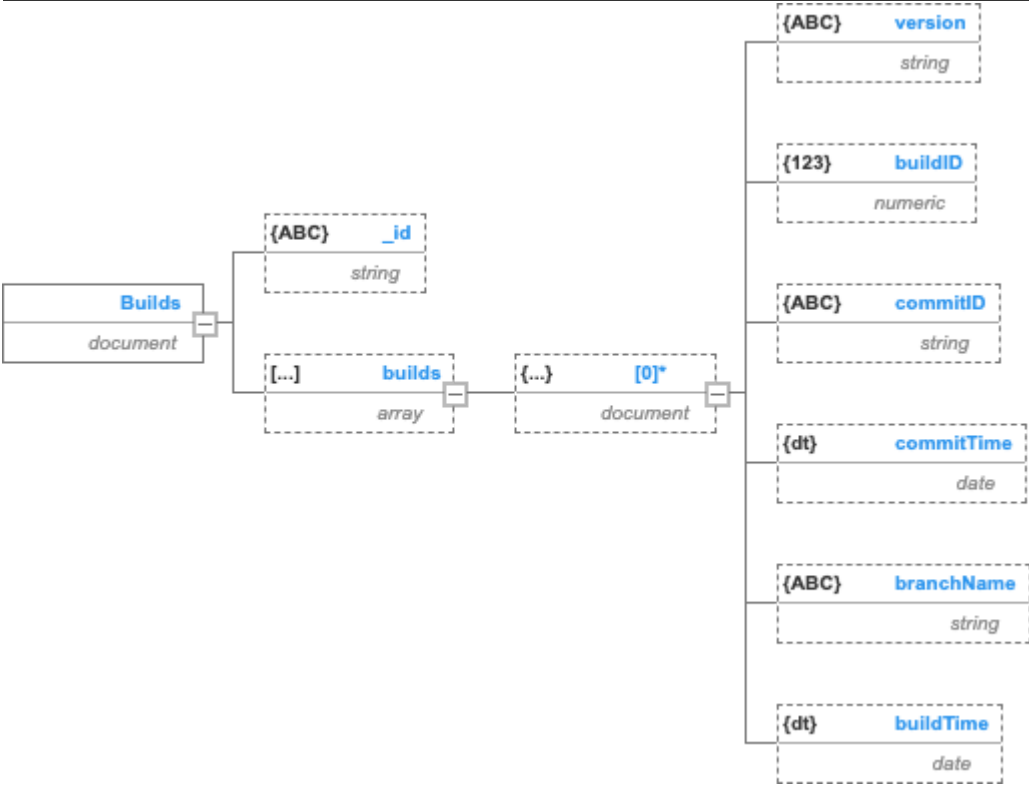 Builds
document
{ABC} _id
string
[...] builds
array
{...} [0]*
document
{ABC} version
string
{123} buildID
numeric
{ABC} commitID
string
{dt} commitTime
date
{ABC} branchName
string
{dt} buildTime
date